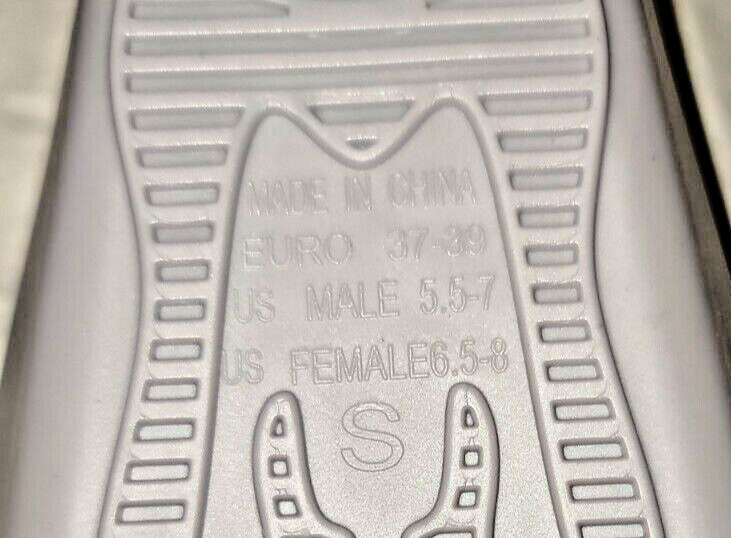 MADE IN CHINA
EURO 37-39
US MALE 5.5-7
US FEMALE6.5-8
S